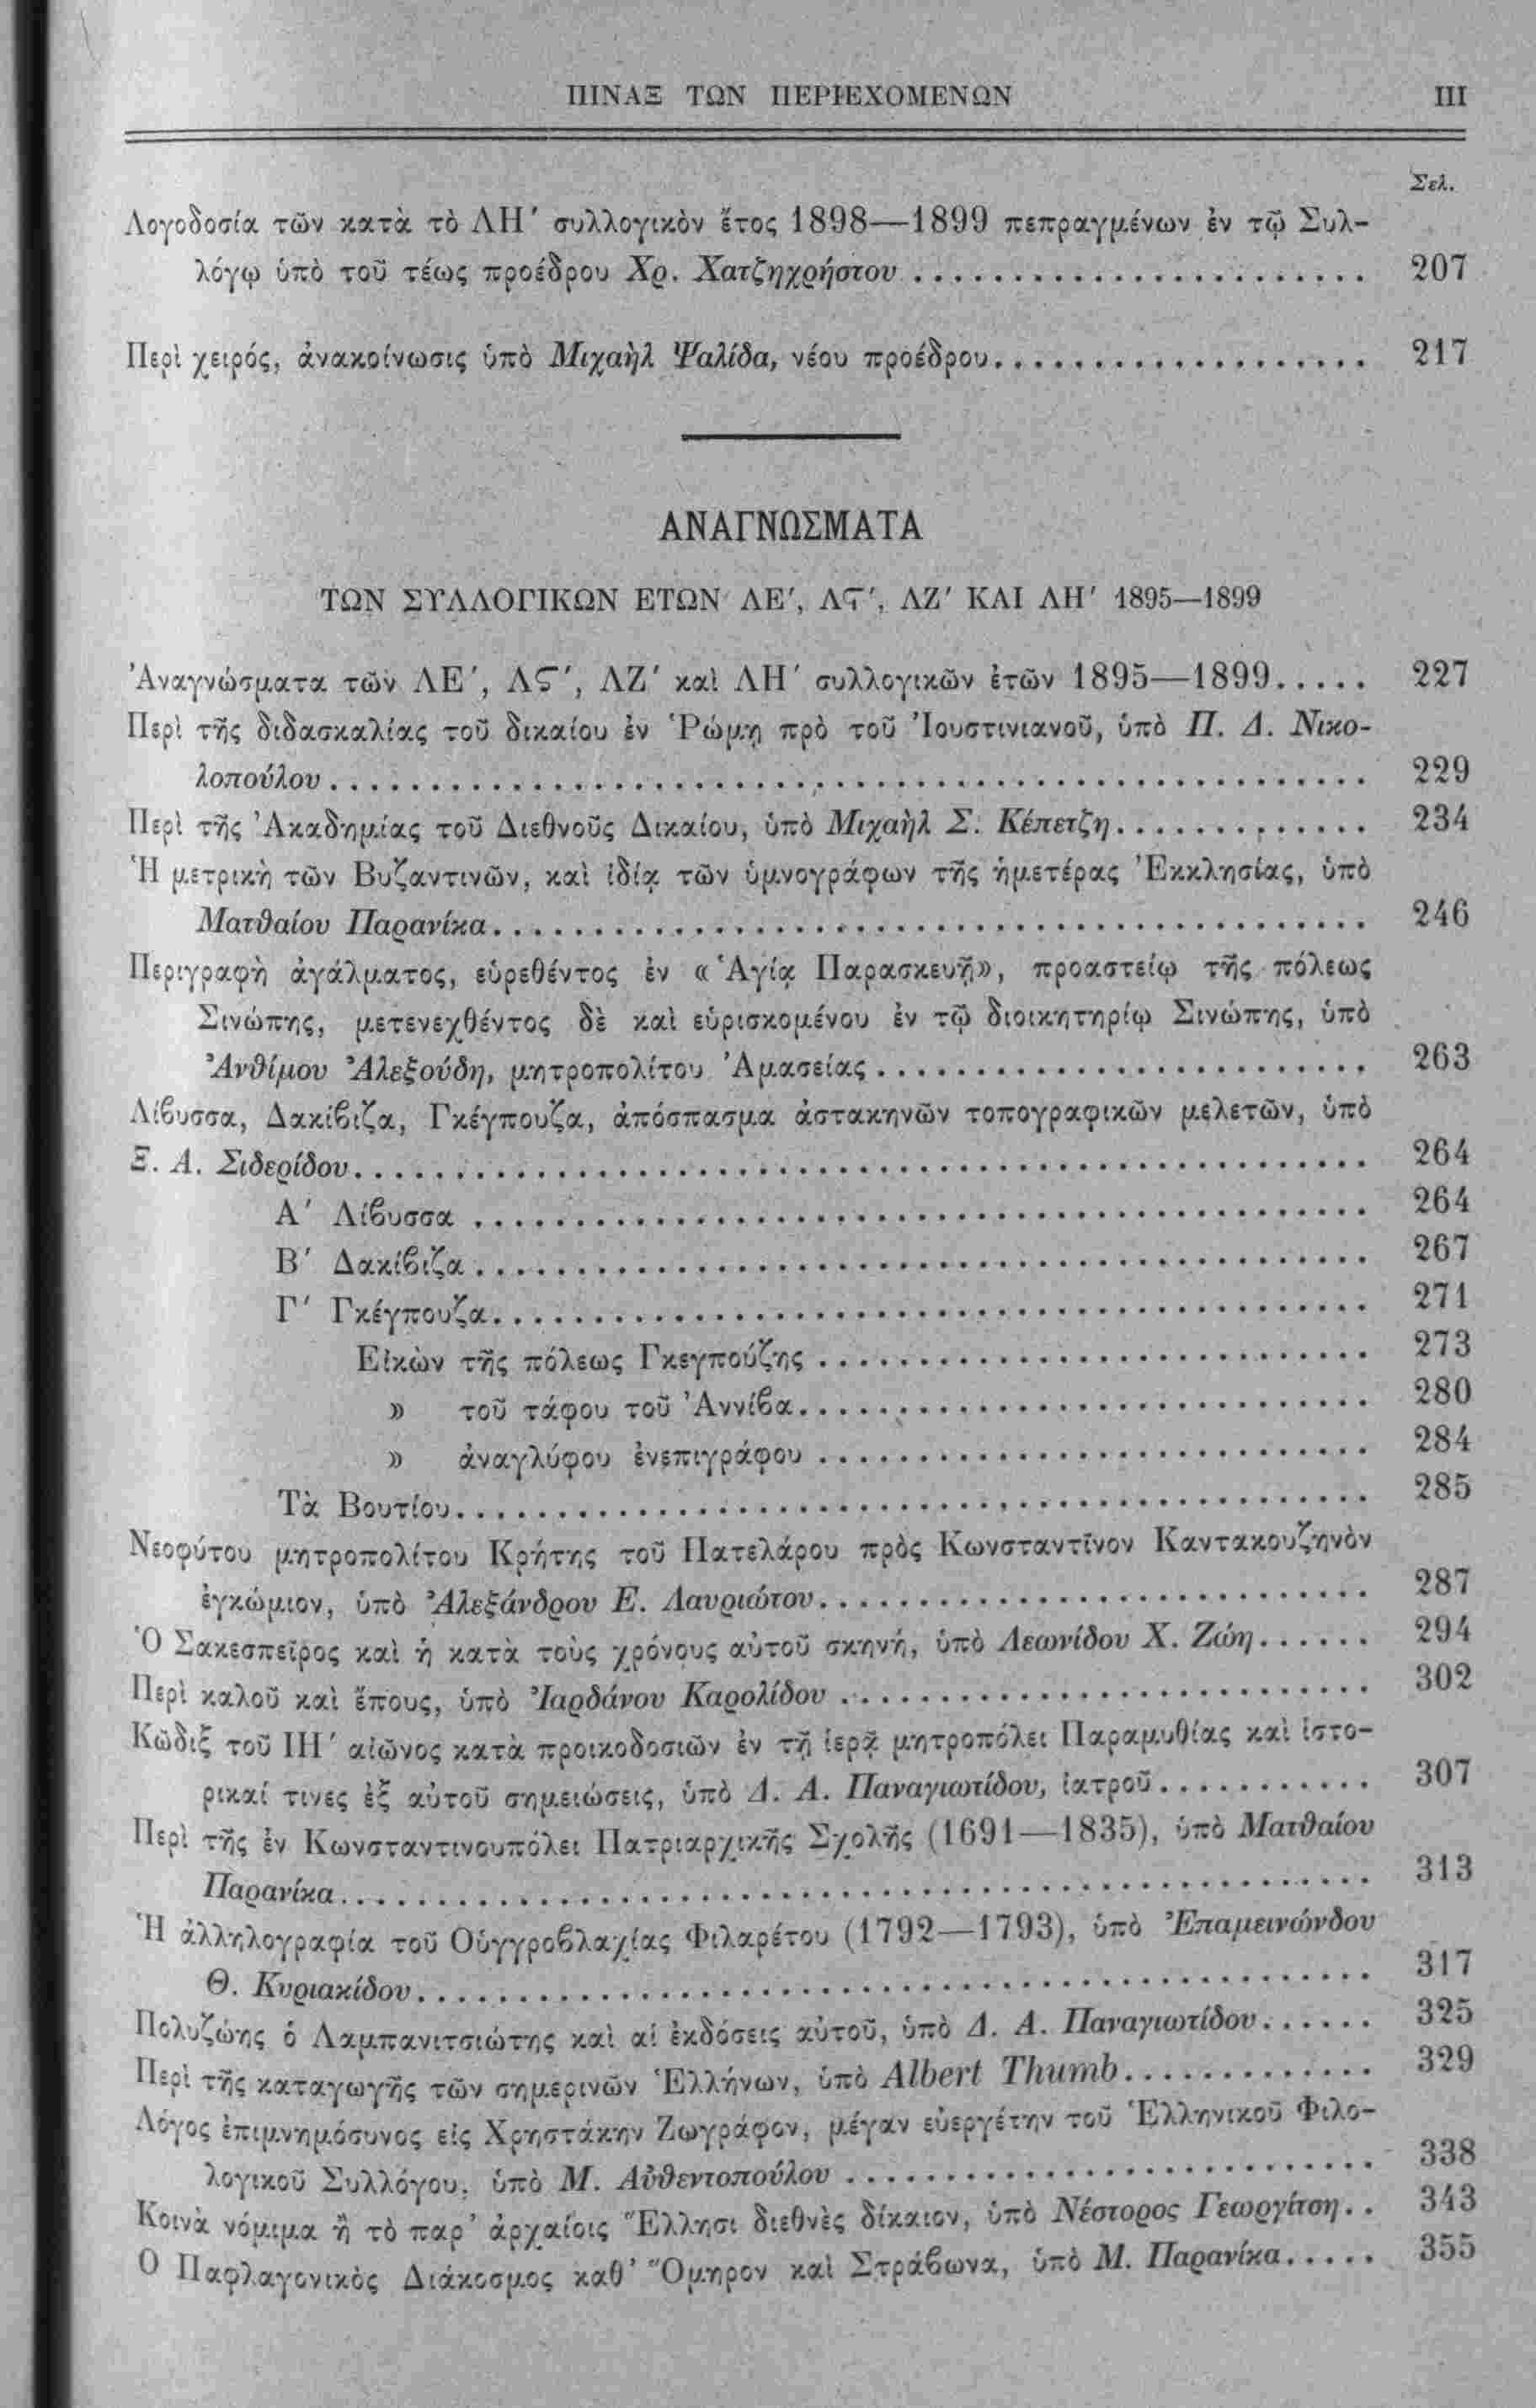 ΠΙΝΑΞ ΤΩΝ ΠΕΡΙΕΧΟΜΕΝΩΝ III
Σελ.
Λογοδοσία τῶν κατὰ τὸ ΛΗ΄ συλλογικὸν ἔτος 1898—1899 πεπραγμένων ἐν τῷ Συλ-
λόγῳ ὑπὸ τοῦ τέως προέδρου Χρ. Χατζηχρήστου . . . . . . . . . . . . . . . . . . . . . . . 207
Περὶ χειρός, ἀνακοίνωσις ὑπὸ Μιχαὴλ Ψαλίδα, νέου προέδρου . . . . . . . . . . . . . . . . . . . 217
ΑΝΑΓΝΩΣΜΑΤΑ
ΤΩΝ ΣΥΛΛΟΓΙΚΩΝ ΕΤΩΝ ΛΕ΄, ΛϚ΄, ΛΖ΄ ΚΑΙ ΛΗ΄ 1895—1899
Ἀναγνώσματα τῶν ΛΕ΄, ΛϚ΄, ΛΖ΄ καὶ ΛΗ΄ συλλογικῶν ἐτῶν 1895—1899 . . . . . 227
Περὶ τῆς διδασκαλίας τοῦ δικαίου ἐν Ῥώμῃ πρὸ τοῦ Ἰουστινιανοῦ, ὑπὸ Π. Δ. Νικο-
λοπούλου . . . . . . . . . . . . . . . . . . . . . . . . . . . . . . 229
Περὶ τῆς Ἀκαδημίας τοῦ Διεθνοῦς Δικαίου, ὑπὸ Μιχαὴλ Σ. Κέπετζη . . . . . . . . . . . . . 234
Ἡ μετρικὴ τῶν Βυζαντινῶν, καὶ ἰδίᾳ τῶν ὑμνογράφων τῆς ἡμετέρας Ἐκκλησίας, ὑπὸ
Ματθαίου Παρανίκα . . . . . . . . . . . . . . . . . . . . . . . . . 246
Περιγραφὴ ἀγάλματος, εὑρεθέντος ἐν «Ἁγίᾳ Παρασκευῇ», προαστείῳ τῆς πόλεως
Σινώπης, μετενεχθέντος δὲ καὶ εὑρισκομένου ἐν τῷ διοικητηρίῳ Σινώπης, ὑπὸ
Ἀνθίμου Ἀλεξούδη, μητροπολίτου Ἀμασείας . . . . . . . . . . . . . . . . . . . . . . . . . 263
Λίβυσσα, Δακίβιζα, Γκέγπουζα, ἀπόσπασμα ἀστακηνῶν τοπογραφικῶν μελετῶν, ὑπὸ
Ξ. Α. Σιδερίδου . . . . . . . . . . . . . . . . . . . . . . . . . . . . . . 264
Α΄ Λίβυσσα . . . . . . . . . . . . . . . . . . . . . . . . . . . . . . 264
Β΄ Δακίβιζα . . . . . . . . . . . . . . . . . . . . . . . . . . . . . . 267
Γ΄ Γκέγπουζα . . . . . . . . . . . . . . . . . . . . . . . . . . . . . . 271
Εἰκὼν τῆς πόλεως Γκεγπούζης . . . . . . . . . . . . . . . . . . . . . . . . . . . . 273
» τοῦ τάφου τοῦ Ἀννίβα . . . . . . . . . . . . . . . . . . . . . . . . . . . . . 280
» ἀναγλύφου ἐνεπιγράφου . . . . . . . . . . . . . . . . . . . . . . . . . . . . 284
Τὰ Βουτίου . . . . . . . . . . . . . . . . . . . . . . . . . . . . . . 285
Νεοφύτου μητροπολίτου Κρήτης τοῦ Πατελάρου πρὸς Κωνσταντῖνον Καντακουζηνὸν
ἐγκώμιον, ὑπὸ Ἀλεξάνδρου Ε. Λαυριώτου . . . . . . . . . . . . . . . . . . . . . . . . . . . . 287
Ὁ Σακεσπεῖρος καὶ ἡ κατὰ τοὺς χρόνους αὐτοῦ σκηνή, ὑπὸ Λεωνίδου Χ. Ζώη . . . . . . 294
Περὶ καλοῦ καὶ ἔπους, ὑπὸ Ἰαρδάνου Καρολίδου . . . . . . . . . . . . . . . . . . . . . . . . . . . 302
Κῶδιξ τοῦ ΙΗ΄ αἰῶνος κατὰ προικοδοσιῶν ἐν τῇ ἱερᾷ μητροπόλει Παραμυθίας καὶ ἱστο-
ρικαί τινες ἐξ αὐτοῦ σημειώσεις, ὑπὸ Δ. Α. Παναγιωτίδου, ἰατροῦ . . . . . . . . . . . 307
Περὶ τῆς ἐν Κωνσταντινουπόλει Πατριαρχικῆς Σχολῆς (1691—1835), ὑπὸ Ματθαίου
Παρανίκα . . . . . . . . . . . . . . . . . . . . . . . . . . . . . . 313
Ἡ ἀλληλογραφία τοῦ Οὑγγροβλαχίας Φιλαρέτου (1792—1793), ὑπὸ Ἐπαμεινώνδου
Θ. Κυριακίδου . . . . . . . . . . . . . . . . . . . . . . . . . . . . . . 317
Πολυζώης ὁ Λαμπανιτσιώτης καὶ αἱ ἐκδόσεις αὐτοῦ, ὑπὸ Δ. Α. Παναγιωτίδου . . . . . . 325
Περὶ τῆς καταγωγῆς τῶν σημερινῶν Ἑλλήνων, ὑπὸ Albert Thumb . . . . . . . . . . . . . 329
Λόγος ἐπιμνημόσυνος εἰς Χρηστάκην Ζωγράφον, μέγαν εὐεργέτην τοῦ Ἑλληνικοῦ Φιλο-
λογικοῦ Συλλόγου, ὑπὸ Μ. Αὐθεντοπούλου . . . . . . . . . . . . . . . . . . . . . . . . . . 338
Κοινὰ νόμιμα ἢ τὸ παρ' ἀρχαίοις Ἕλλησι διεθνὲς δίκαιον, ὑπὸ Νέστορος Γεωργίτση . . 343
Ὁ Παφλαγονικὸς Διάκοσμος καθ' Ὅμηρον καὶ Στράβωνα, ὑπὸ Μ. Παρανίκα . . . . . 355